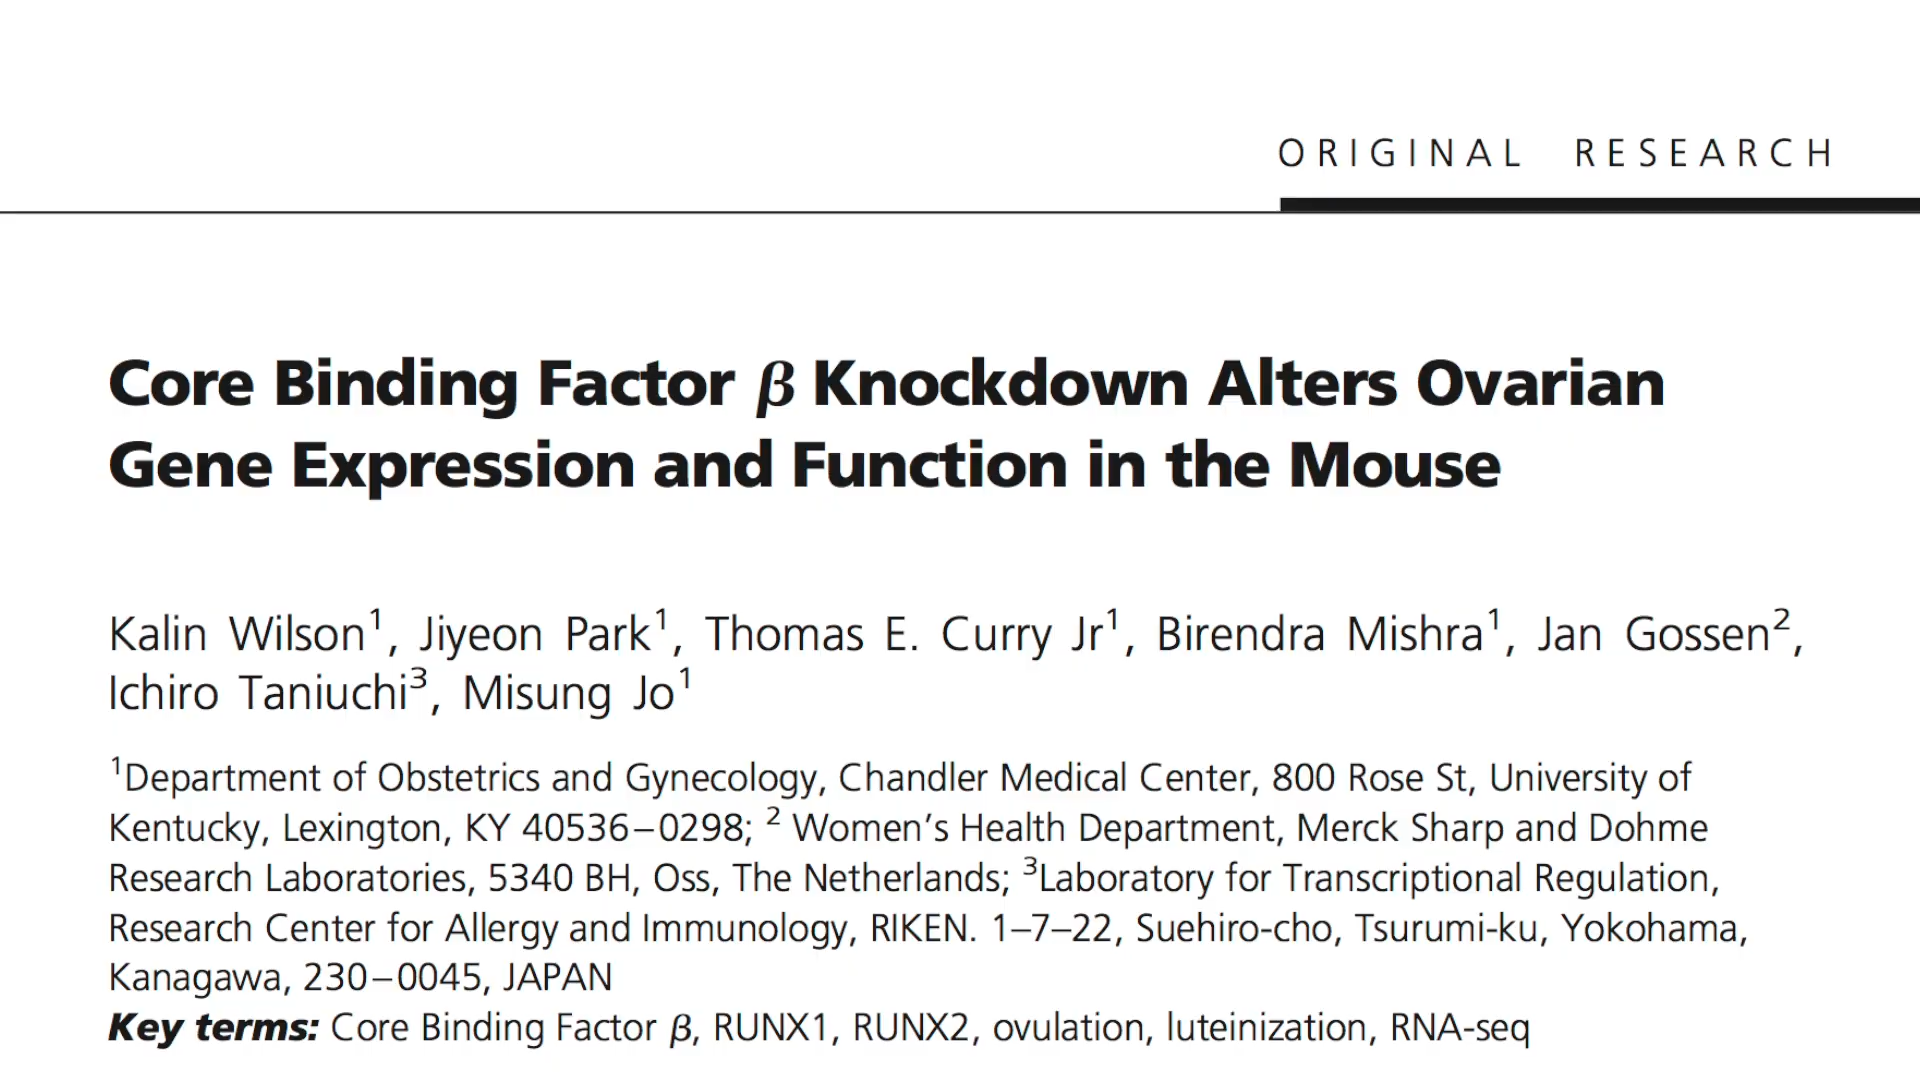 ORIGINAL RESEARCH
Core Binding Factor β Knockdown Alters Ovarian
Gene Expression and Function in the Mouse
Kalin Wilson¹, Jiyeon Park¹, Thomas E. Curry Jr¹, Birendra Mishra¹, Jan Gossen²,
Ichiro Taniuchi³, Misung Jo¹
¹Department of Obstetrics and Gynecology, Chandler Medical Center, 800 Rose St, University of
Kentucky, Lexington, KY 40536–0298; ² Women's Health Department, Merck Sharp and Dohme
Research Laboratories, 5340 BH, Oss, The Netherlands; ³Laboratory for Transcriptional Regulation,
Research Center for Allergy and Immunology, RIKEN. 1–7–22, Suehiro-cho, Tsurumi-ku, Yokohama,
Kanagawa, 230–0045, JAPAN
Key terms: Core Binding Factor β, RUNX1, RUNX2, ovulation, luteinization, RNA-seq